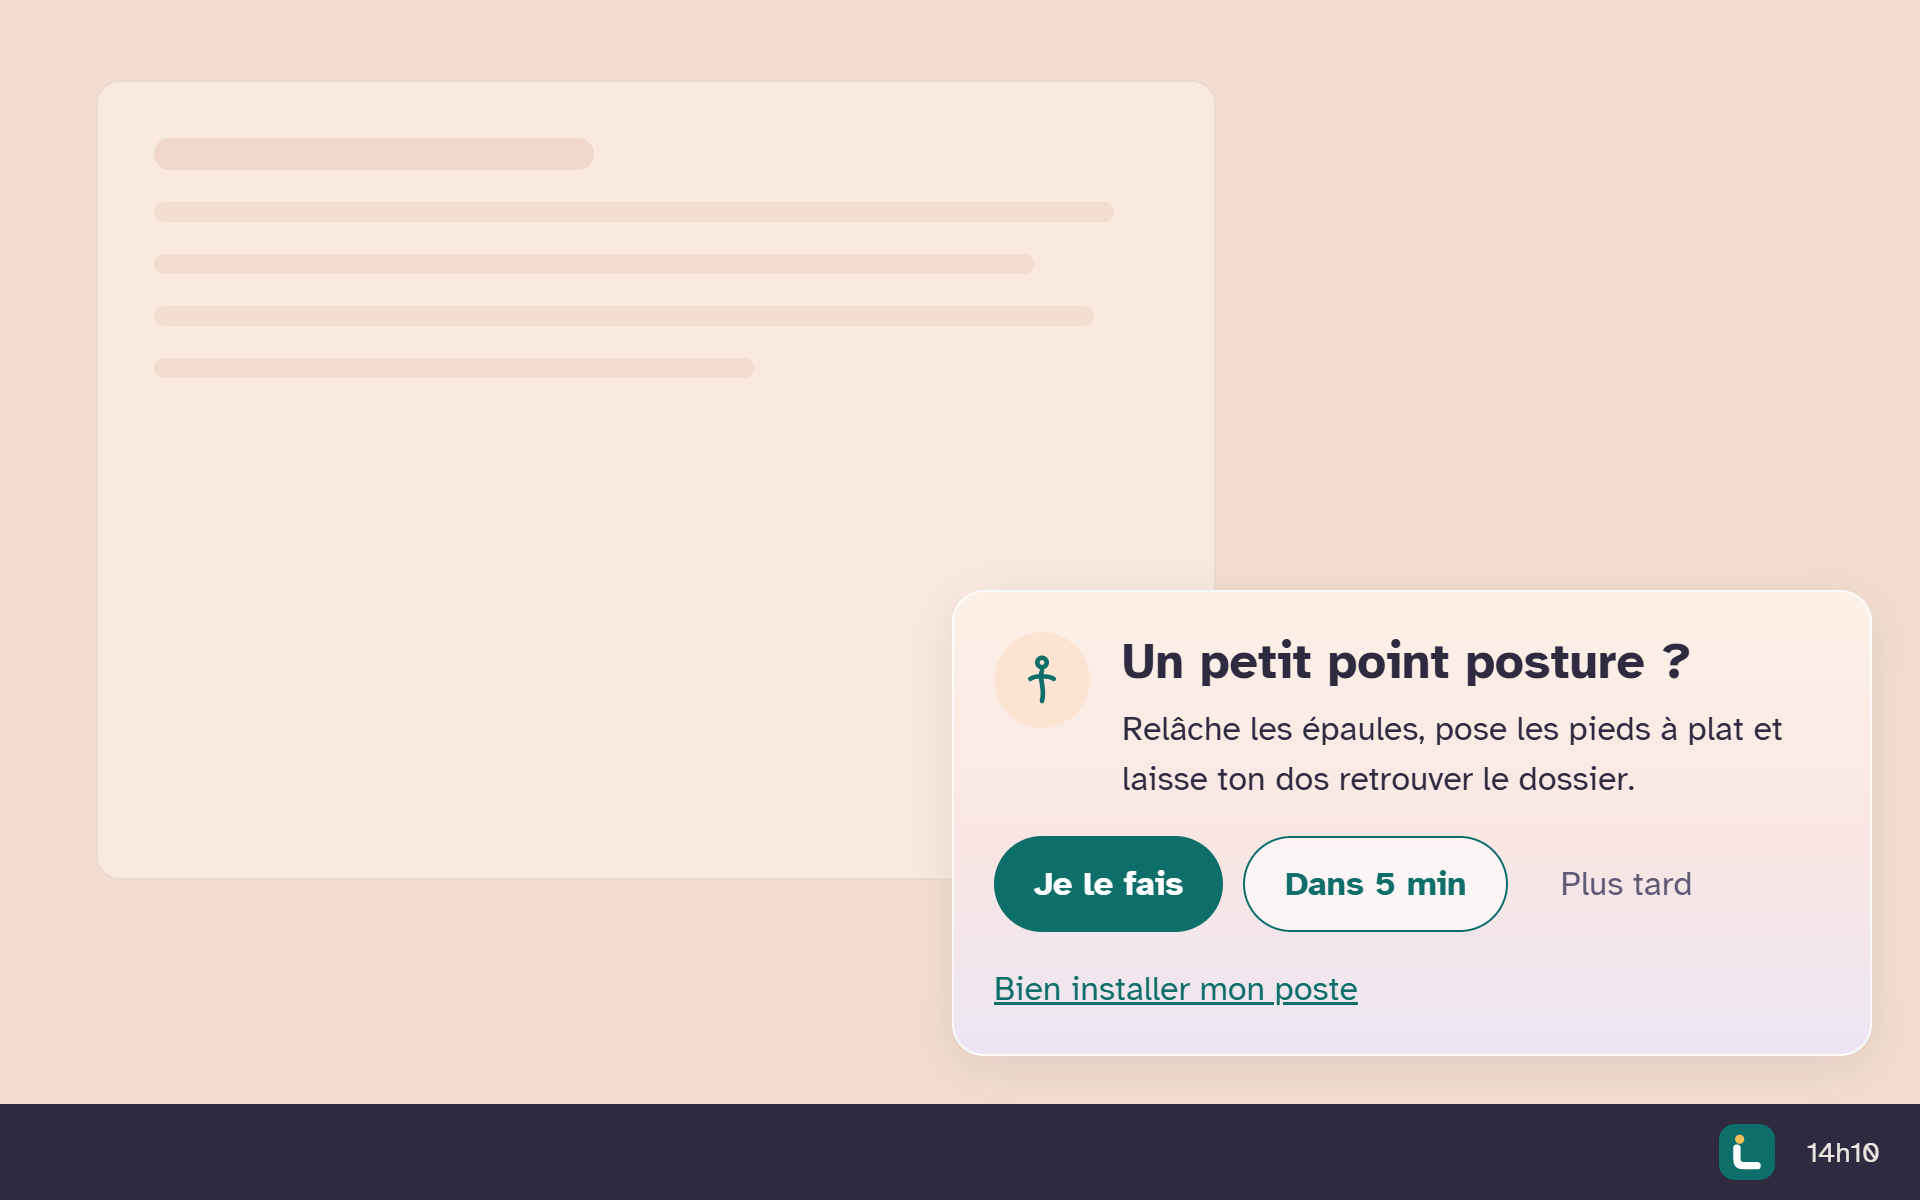 Un petit point posture ?
Relâche les épaules, pose les pieds à plat et
laisse ton dos retrouver le dossier.
Je le fais
Dans 5 min
Plus tard
Bien installer mon poste
14h10